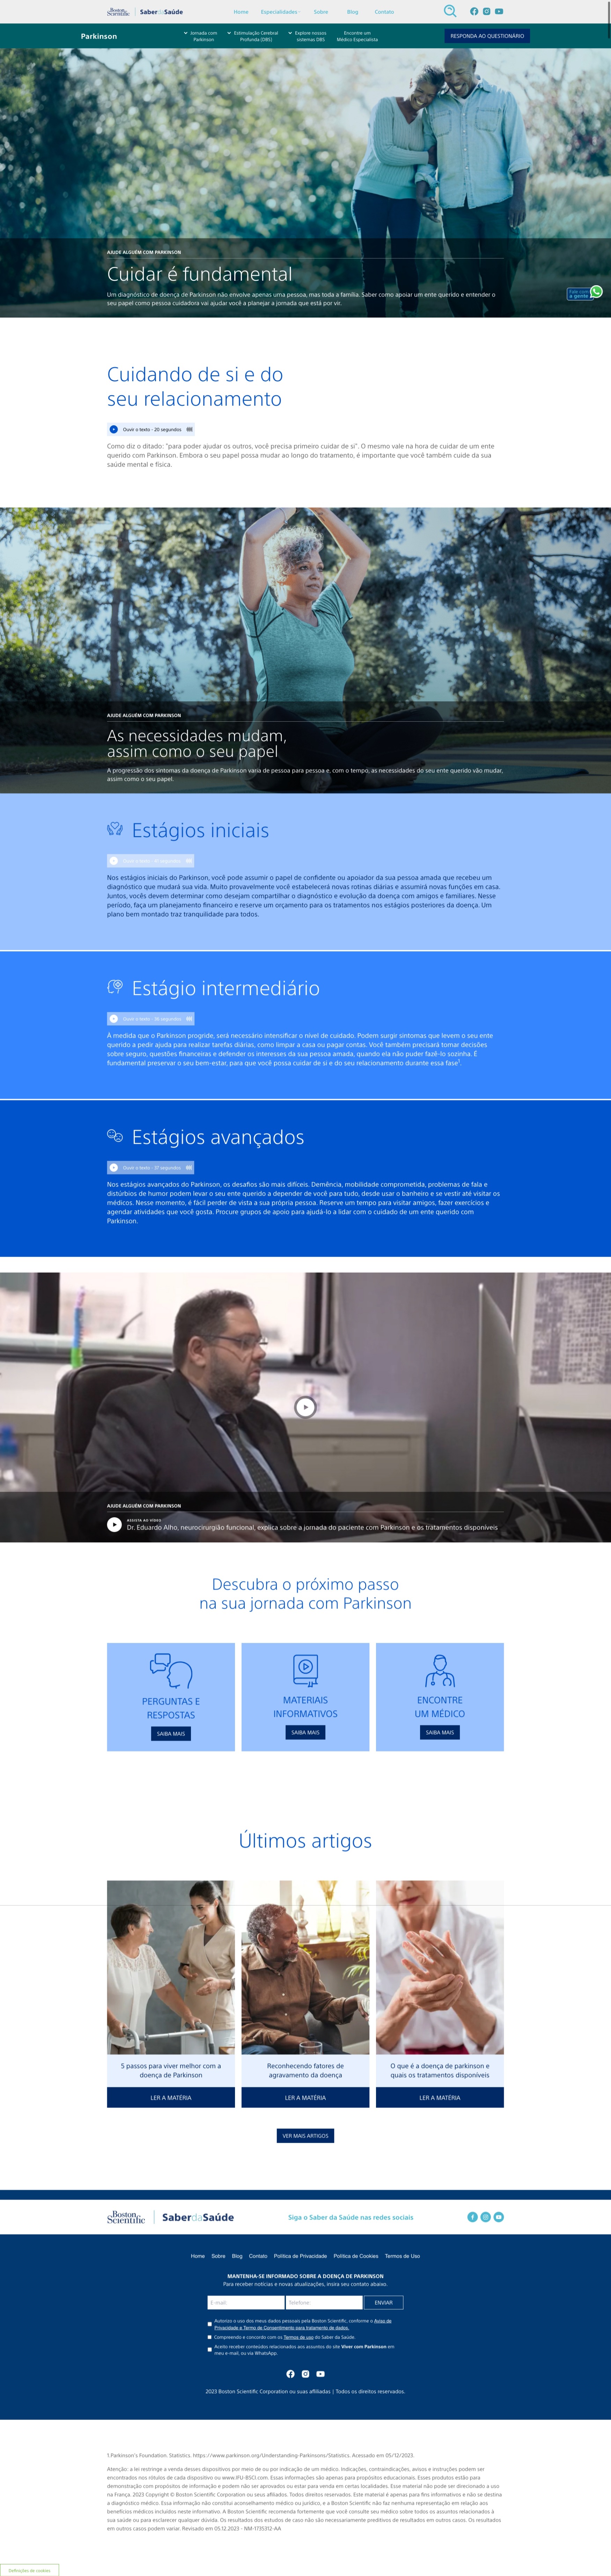 Boston Scientific
SaberdaSaúde
Home
Especialidades
Sobre
Blog
Contato
Parkinson
Jornada com
Parkinson
Estimulação Cerebral
Profunda (DBS)
Explore nossos
sistemas DBS
Encontre um
Médico Especialista
RESPONDA AO QUESTIONÁRIO
AJUDE ALGUÉM COM PARKINSON
Cuidar é fundamental
Um diagnóstico de doença de Parkinson não envolve apenas uma pessoa, mas toda a família. Saber como apoiar um ente querido e entender o
seu papel como pessoa cuidadora vai ajudar você a planejar a jornada que está por vir.
Fale com
a gente
Cuidando de si e do
seu relacionamento
Ouvir o texto - 20 segundos
Como diz o ditado: “para poder ajudar os outros, você precisa primeiro cuidar de si”. O mesmo vale na hora de cuidar de um ente
querido com Parkinson. Embora o seu papel possa mudar ao longo do tratamento, é importante que você também cuide da sua
saúde mental e física.
AJUDE ALGUÉM COM PARKINSON
As necessidades mudam,
assim como o seu papel
A progressão dos sintomas da doença de Parkinson varia de pessoa para pessoa e, com o tempo, as necessidades do seu ente querido vão mudar,
assim como o seu papel.
Estágios iniciais
Nos estágios iniciais do Parkinson, você pode assumir o papel de confidente ou apoiador da sua pessoa amada que recebeu um
diagnóstico que mudará sua vida. Muito provavelmente você estabelecerá novas rotinas diárias e assumirá novas funções em casa.
Juntos, vocês devem determinar como desejam compartilhar o diagnóstico e evolução da doença com amigos e familiares. Nesse
período, faça um planejamento financeiro e reserve um orçamento para os tratamentos nos estágios posteriores da doença. Um
plano bem montado traz tranquilidade para todos.
Estágio intermediário
Ouvir o texto - 36 segundos
À medida que o Parkinson progride, será necessário intensificar o nível de cuidado. Podem surgir sintomas que levem o seu ente
querido a pedir ajuda para realizar tarefas diárias, como limpar a casa ou pagar contas. Você também precisará tomar decisões
sobre seguro, questões financeiras e defender os interesses da sua pessoa amada, quando ela não puder fazê-lo sozinha. É
fundamental preservar o seu bem-estar, para que você possa cuidar de si e do seu relacionamento durante essa fase¹.
Estágios avançados
Ouvir o texto - 37 segundos
Nos estágios avançados do Parkinson, os desafios são mais difíceis. Demência, mobilidade comprometida, problemas de fala e
distúrbios de humor podem levar o seu ente querido a depender de você para tudo, desde usar o banheiro e se vestir até visitar os
médicos. Nesse momento, é fácil perder de vista a sua própria pessoa. Reserve um tempo para visitar amigos, fazer exercícios e
agendar atividades que você gosta. Procure grupos de apoio para ajudá-lo a lidar com o cuidado de um ente querido com
Parkinson.
AJUDE ALGUÉM COM PARKINSON
ASSISTA AO VÍDEO
Dr. Eduardo Alho, neurocirurgião funcional, explica sobre a jornada do paciente com Parkinson e os tratamentos disponíveis
Descubra o próximo passo
na sua jornada com Parkinson
PERGUNTAS E
RESPOSTAS
SAIBA MAIS
MATERIAIS
INFORMATIVOS
SAIBA MAIS
ENCONTRE
UM MÉDICO
SAIBA MAIS
Últimos artigos
5 passos para viver melhor com a
doença de Parkinson
LER A MATÉRIA
Reconhecendo fatores de
agravamento da doença
LER A MATÉRIA
O que é a doença de parkinson e
quais os tratamentos disponíveis
LER A MATÉRIA
VER MAIS ARTIGOS
Boston Scientific
SaberdaSaúde
Siga o Saber da Saúde nas redes sociais
Home Sobre Blog Contato Política de Privacidade Política de Cookies Termos de Uso
MANTENHA-SE INFORMADO SOBRE A DOENÇA DE PARKINSON
Para receber notícias e novas atualizações, insira seu contato abaixo.
E-mail:
Telefone:
ENVIAR
Autorizo o uso dos meus dados pessoais pela Boston Scientific, conforme o Aviso de
Privacidade e Termo de Consentimento para tratamento de dados.
Compreendo e concordo com os Termos de uso do Saber da Saúde.
Aceito receber conteúdos relacionados aos assuntos do site Viver com Parkinson em
meu e-mail, ou via WhatsApp.
2023 Boston Scientific Corporation ou suas afiliadas | Todos os direitos reservados.
1.Parkinson's Foundation. Statistics. https://www.parkinson.org/Understanding-Parkinsons/Statistics. Acessado em 05/12/2023.
Atenção: a lei restringe a venda desses dispositivos por meio de ou por indicação de um médico. Indicações, contraindicações, avisos e instruções podem ser
encontrados nos rótulos de cada dispositivo ou www.IFU-BSCI.com. Essas informações são apenas para propósitos educacionais. Esses produtos estão para
demonstração com propósitos de informação e podem não ser aprovados ou estar para venda em certas localidades. Esse material não pode ser direcionado a uso
na França. 2023 Copyright © Boston Scientific Corporation ou seus afiliados. Todos direitos reservados. Este material é apenas para fins informativos e não se destina
a diagnóstico médico. Essa informação não constitui aconselhamento médico ou jurídico, e a Boston Scientific não faz nenhuma representação em relação aos
benefícios médicos incluídos neste informativo. A Boston Scientific recomenda fortemente que você consulte seu médico sobre todos os assuntos relacionados à
sua saúde ou para esclarecer qualquer dúvida. Os resultados dos estudos de caso não são necessariamente preditivos de resultados em outros casos. Os resultados
em outros casos podem variar. Revisado em 05.12.2023 - NM-1735312-AA
Definições de cookies